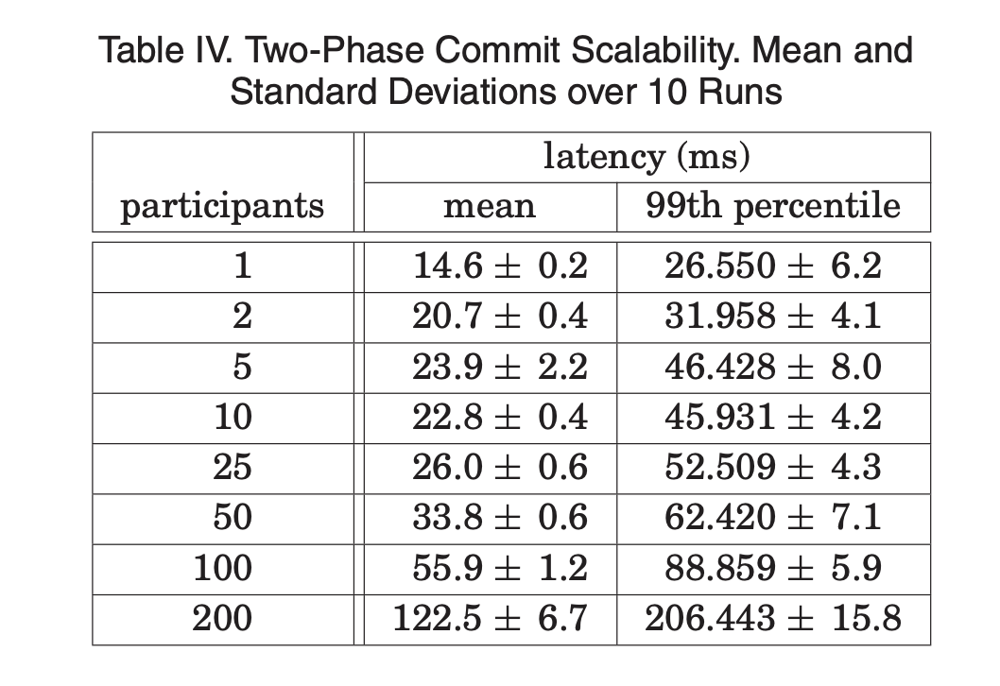 Table IV. Two-Phase Commit Scalability. Mean and
Standard Deviations over 10 Runs
latency (ms)
participants mean 99th percentile
1 14.6 ± 0.2 26.550 ± 6.2
2 20.7 ± 0.4 31.958 ± 4.1
5 23.9 ± 2.2 46.428 ± 8.0
10 22.8 ± 0.4 45.931 ± 4.2
25 26.0 ± 0.6 52.509 ± 4.3
50 33.8 ± 0.6 62.420 ± 7.1
100 55.9 ± 1.2 88.859 ± 5.9
200 122.5 ± 6.7 206.443 ± 15.8